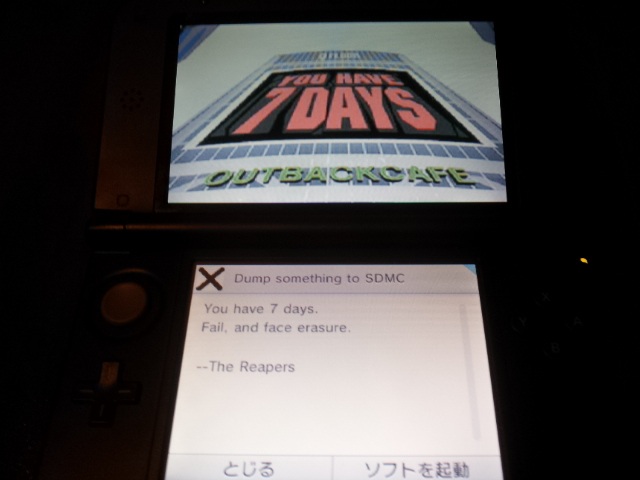 YOU HAVE
7 DAYS
OUTBACKCAFE
Dump something to SDMC
You have 7 days.
Fail, and face erasure.
--The Reapers
とじる
ソフトを起動